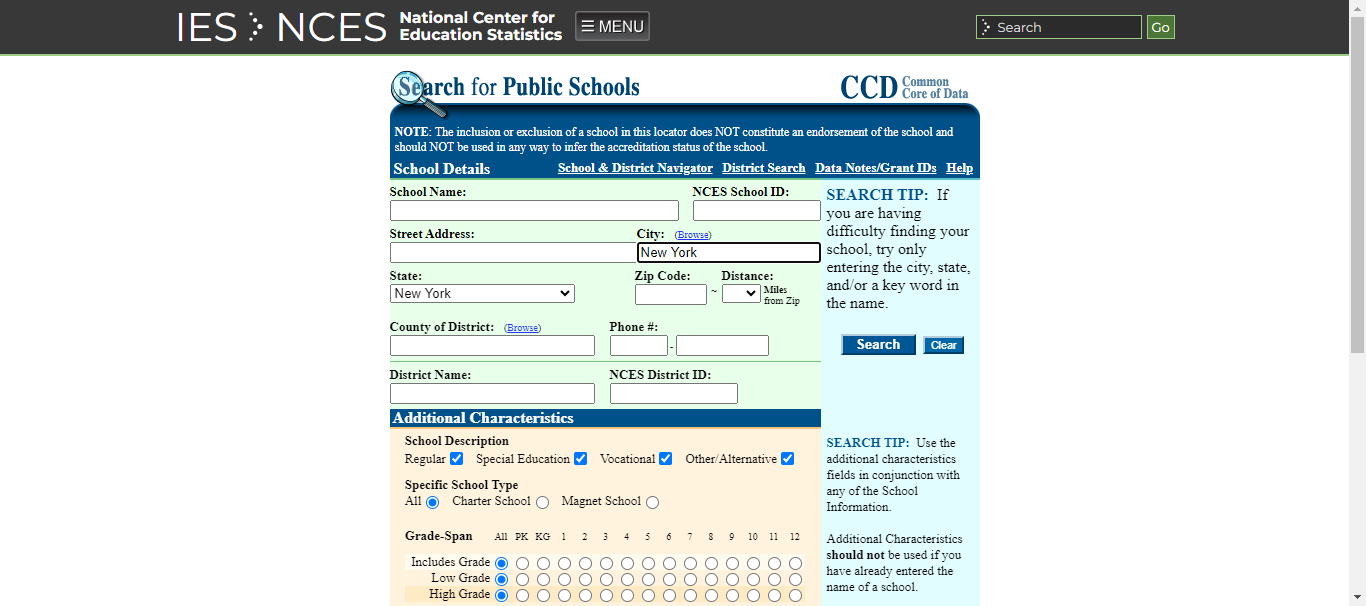 IES NCES National Center for
Education Statistics
☰ MENU
Search
Go
Search for Public Schools
CCD Common
Core of Data
NOTE: The inclusion or exclusion of a school in this locator does NOT constitute an endorsement of the school and
should NOT be used in any way to infer the accreditation status of the school.
School Details
School & District Navigator District Search Data Notes/Grant IDs Help
School Name: NCES School ID:
Street Address: City: (Browse)
New York
State: Zip Code: Distance:
New York ~ Miles
from Zip
County of District: (Browse) Phone #:
-
District Name: NCES District ID:
SEARCH TIP: If
you are having
difficulty finding your
school, try only
entering the city, state,
and/or a key word in
the name.
Search Clear
Additional Characteristics
School Description
Regular Special Education Vocational Other/Alternative
Specific School Type
All Charter School Magnet School
Grade-Span All PK KG 1 2 3 4 5 6 7 8 9 10 11 12
Includes Grade
Low Grade
High Grade
SEARCH TIP: Use the
additional characteristics
fields in conjunction with
any of the School
Information.
Additional Characteristics
should not be used if you
have already entered the
name of a school.